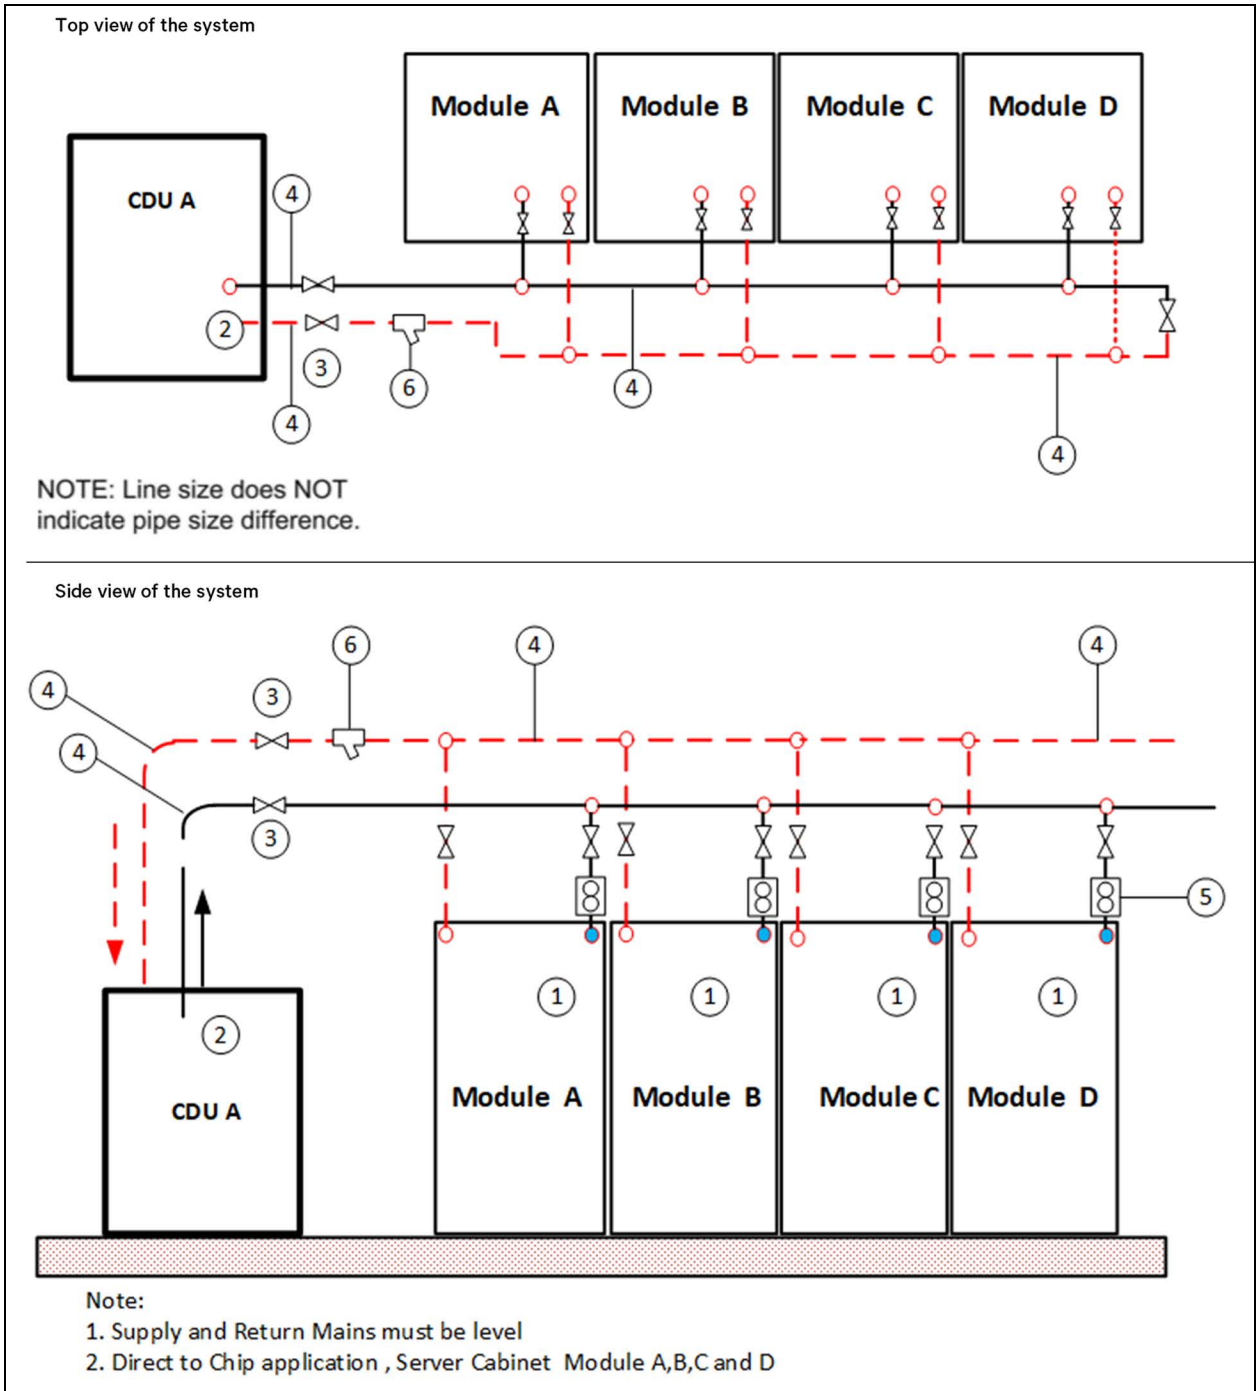 Top view of the system
Module A
Module B
Module C
Module D
CDU A
4
2
3
4
6
4
4
NOTE: Line size does NOT
indicate pipe size difference.
Side view of the system
6
4
4
4
3
4
3
5
1
1
1
1
2
CDU A
Module A
Module B
Module C
Module D
Note:
1. Supply and Return Mains must be level
2. Direct to Chip application , Server Cabinet Module A,B,C and D